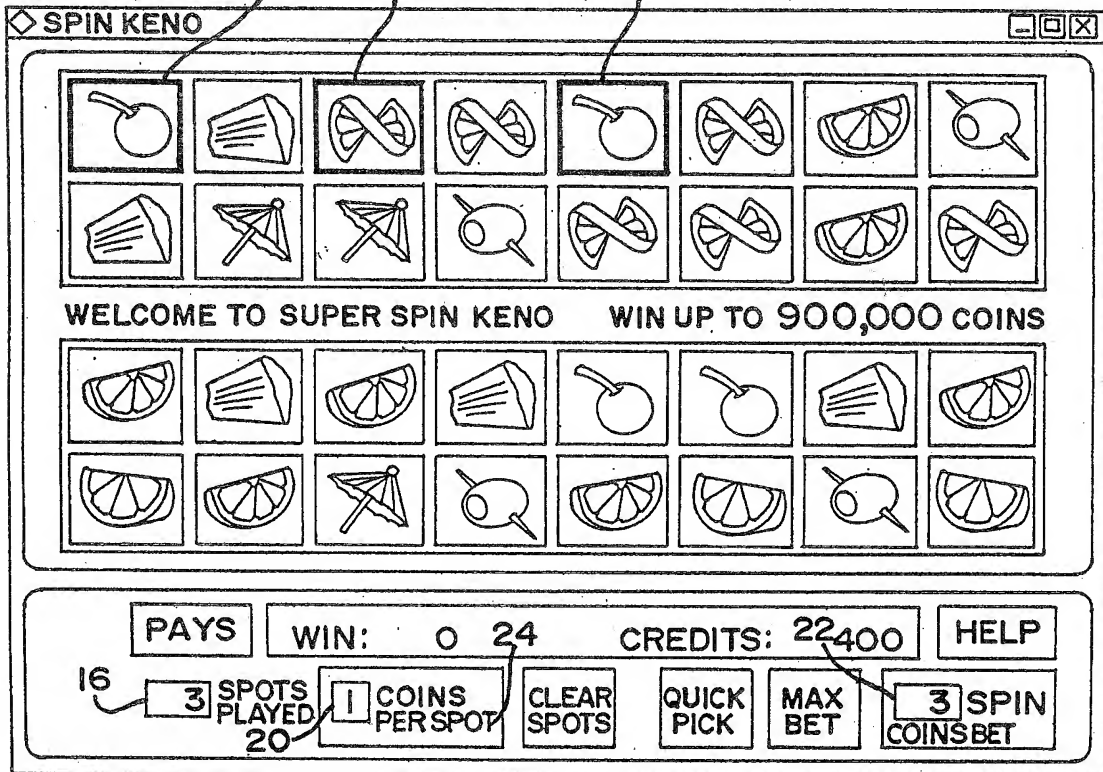 SPIN KENO
WELCOME TO SUPER SPIN KENO WIN UP TO 900,000 COINS
PAYS WIN: 0 24 CREDITS: 22 400 HELP
16 3 SPOTS PLAYED 1 COINS PER SPOT CLEAR SPOTS QUICK PICK MAX BET 3 SPIN COINS BET
20